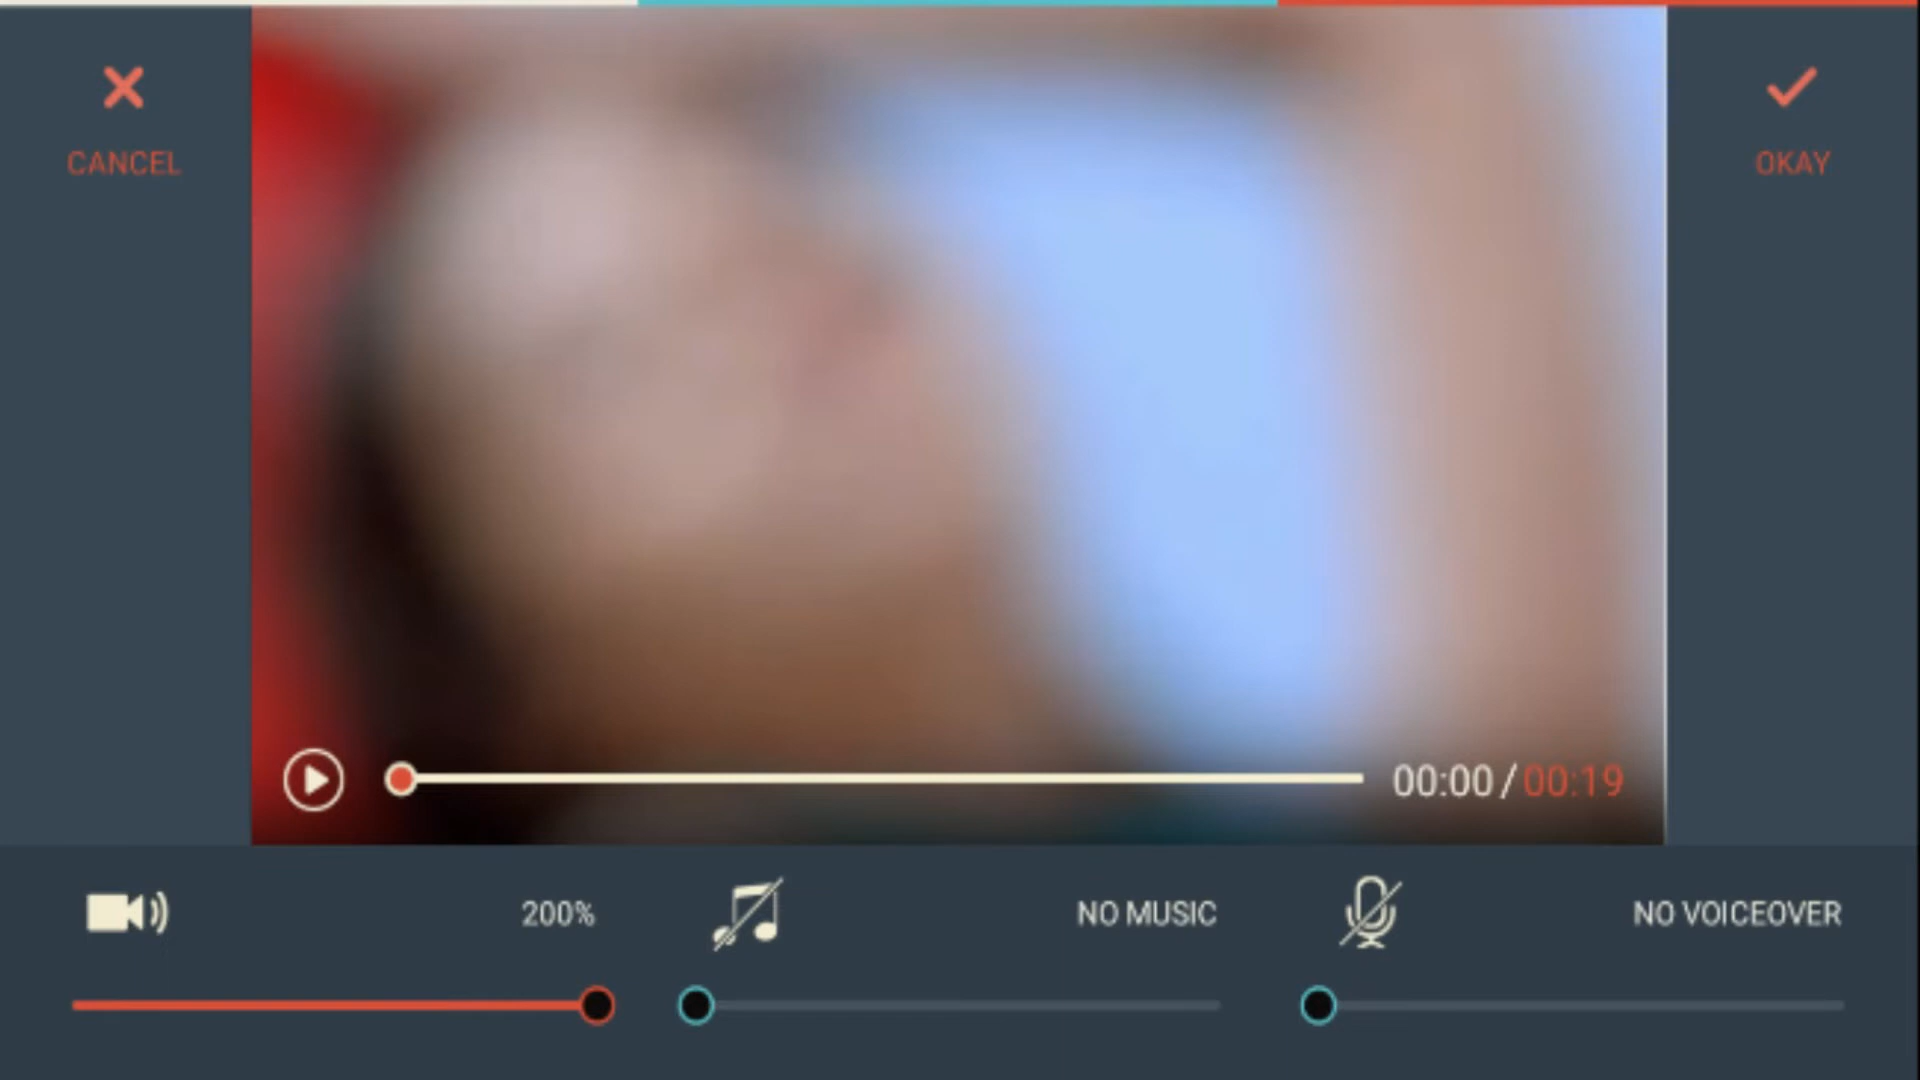 CANCEL
OKAY
00:00/00:19
200%
NO MUSIC
NO VOICEOVER